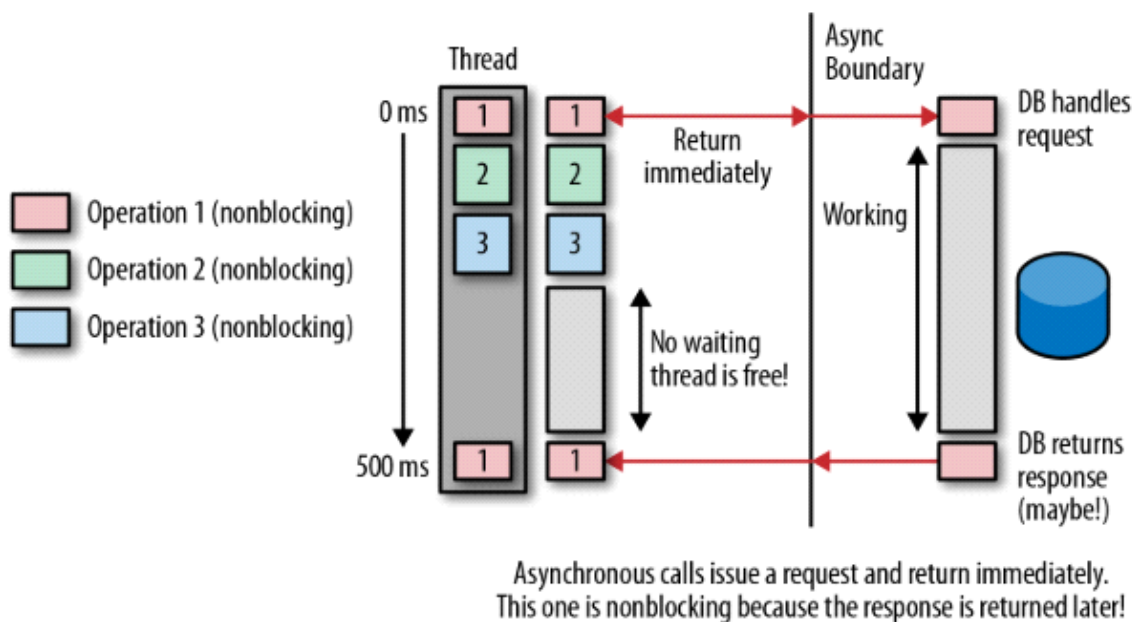 Thread
Async
Boundary
0 ms
1
1
DB handles
request
Return
immediately
2
2
Working
Operation 1 (nonblocking)
3
3
Operation 2 (nonblocking)
Operation 3 (nonblocking)
No waiting
thread is free!
500 ms
1
1
DB returns
response
(maybe!)
Asynchronous calls issue a request and return immediately.
This one is nonblocking because the response is returned later!